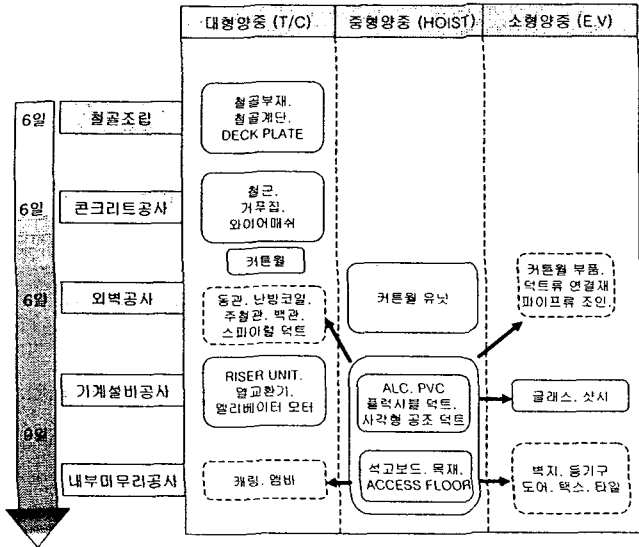 대형양중 (T/C)
중형양중 (HOIST)
소형양중 (E.V)
6일
철골조립
철골부재.
철골계단.
DECK PLATE
6일
콘크리트공사
철근.
거푸집.
와이어매쉬
커튼월
6일
외벽공사
동관. 난방코일.
주철관. 백관.
스파이럴 덕트
커튼월 유닛
커튼월 부품.
덕트류 연결재
파이프류 조인
기계설비공사
RISER UNIT.
열교환기.
엘리베이터 모터
ALC. PVC
플럭시블 덕트.
사각형 공조 덕트
글래스. 샷시
9일
내부마무리공사
캐링. 엠바
석고보드. 목재.
ACCESS FLOOR
벽지. 등기구
도어. 택스. 타일